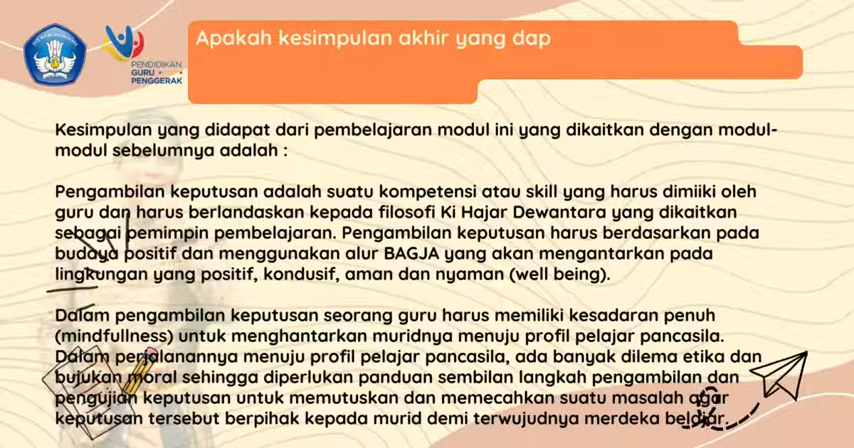 PENDIDIKAN
GURU
PENGGERAK
Apakah kesimpulan akhir yang dap
Kesimpulan yang didapat dari pembelajaran modul ini yang dikaitkan dengan modul-
modul sebelumnya adalah :
Pengambilan keputusan adalah suatu kompetensi atau skill yang harus dimiiki oleh
guru dan harus berlandaskan kepada filosofi Ki Hajar Dewantara yang dikaitkan
sebagai pemimpin pembelajaran. Pengambilan keputusan harus berdasarkan pada
budaya positif dan menggunakan alur BAGJA yang akan mengantarkan pada
lingkungan yang positif, kondusif, aman dan nyaman (well being).
Dalam pengambilan keputusan seorang guru harus memiliki kesadaran penuh
(mindfullness) untuk menghantarkan muridnya menuju profil pelajar pancasila.
Dalam perjalanannya menuju profil pelajar pancasila, ada banyak dilema etika dan
bujukan moral sehingga diperlukan panduan sembilan langkah pengambilan dan
pengujian keputusan untuk memutuskan dan memecahkan suatu masalah agar
keputusan tersebut berpihak kepada murid demi terwujudnya merdeka belajar.